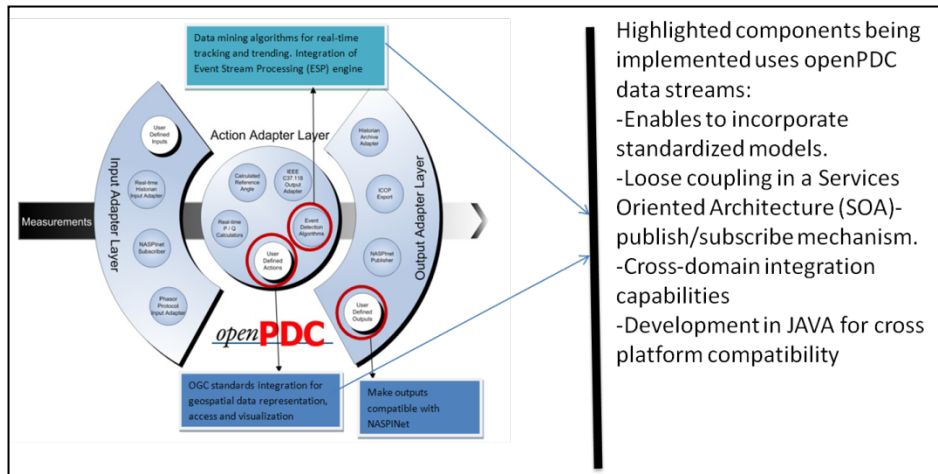 Data mining algorithms for real-time
tracking and trending. Integration of
Event Stream Processing (ESP) engine
Measurements
Input Adapter Layer
User
Defined
Inputs
Real-time
Historian
Input Adapter
NASPInet
Subscriber
Phasor
Protocol
Input Adapter
Action Adapter Layer
Calculated
Reference
Angle
IEEE
C37.118
Output
Adapter
Real-time
P / Q
Calculators
Event
Detection
Algorithms
User
Defined
Actions
Output Adapter Layer
Historian
Archive
Adapter
ICCP
Export
NASPInet
Publisher
User
Defined
Outputs
openPDC
OGC standards integration for
geospatial data representation,
access and visualization
Make outputs
compatible with
NASPINet
Highlighted components being
implemented uses openPDC
data streams:
-Enables to incorporate
standardized models.
-Loose coupling in a Services
Oriented Architecture (SOA)-
publish/subscribe mechanism.
-Cross-domain integration
capabilities
-Development in JAVA for cross
platform compatibility